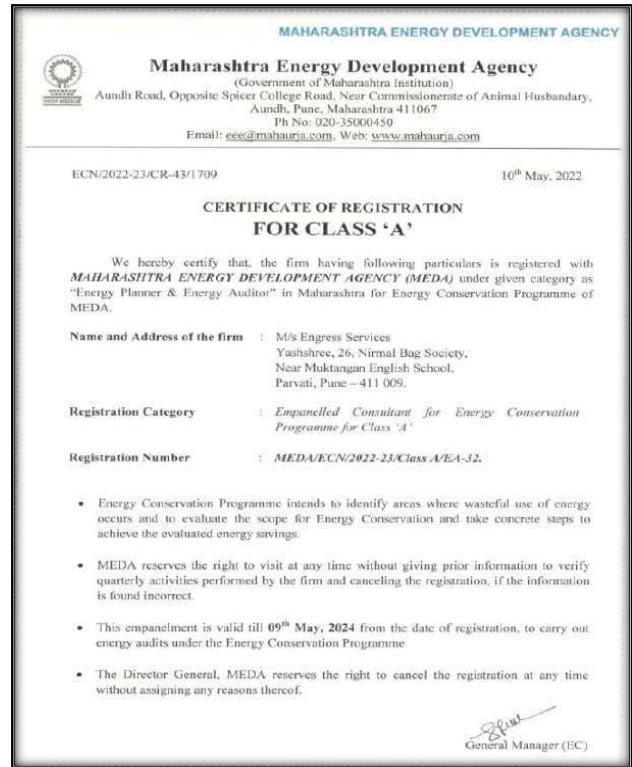 MAHARASHTRA ENERGY DEVELOPMENT AGENCY
Maharashtra Energy Development Agency
(Government of Maharashtra Institution)
Aundh Road, Opposite Spicer College Road, Near Commissionerate of Animal Husbandary,
Aundh, Pune, Maharashtra 411067
Ph No: 020-35000450
Email: eee@mahaurja.com, Web: www.mahaurja.com
ECN/2022-23/CR-43/1709
10th May, 2022
CERTIFICATE OF REGISTRATION
FOR CLASS ‘A’
We hereby certify that, the firm having following particulars is registered with
MAHARASHTRA ENERGY DEVELOPMENT AGENCY (MEDA) under given category as
“Energy Planner & Energy Auditor” in Maharashtra for Energy Conservation Programme of
MEDA.
Name and Address of the firm : M/s Engress Services
Yashshree, 26, Nirmal Bag Society,
Near Muktangan English School,
Parvati, Pune – 411 009.
Registration Category : Empanelled Consultant for Energy Conservation
Programme for Class ‘A’
Registration Number : MEDA/ECN/2022-23/Class A/EA-32.
• Energy Conservation Programme intends to identify areas where wasteful use of energy
occurs and to evaluate the scope for Energy Conservation and take concrete steps to
achieve the evaluated energy savings.
• MEDA reserves the right to visit at any time without giving prior information to verify
quarterly activities performed by the firm and canceling the registration, if the information
is found incorrect.
• This empanelment is valid till 09th May, 2024 from the date of registration, to carry out
energy audits under the Energy Conservation Programme
• The Director General, MEDA reserves the right to cancel the registration at any time
without assigning any reasons thereof.
General Manager (EC)